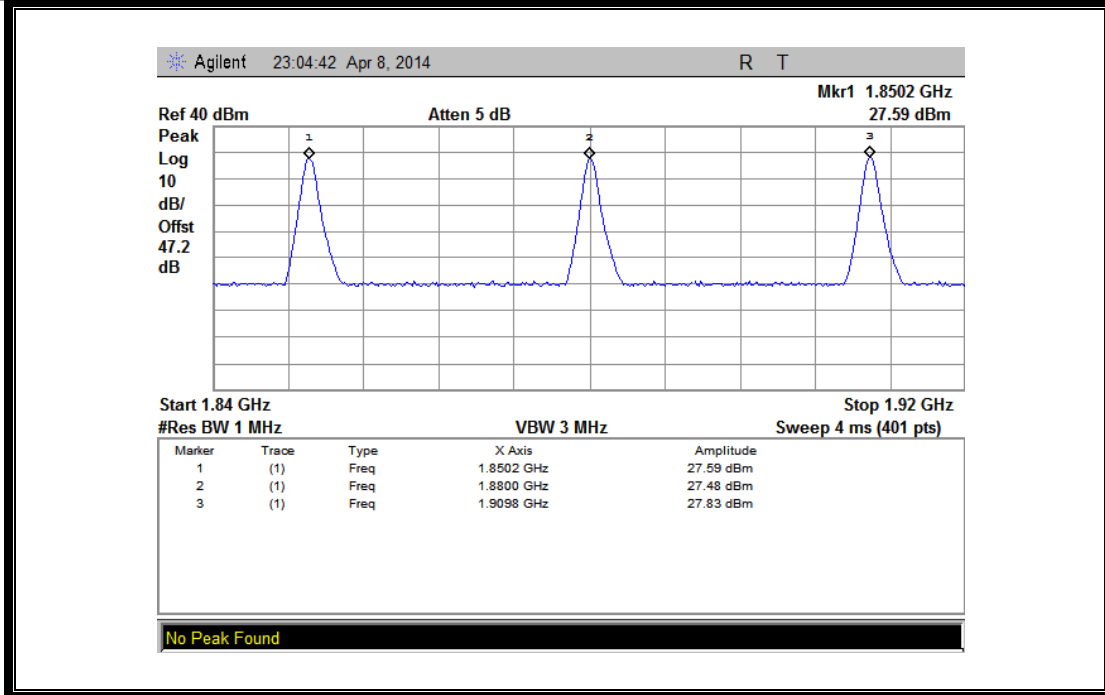 Agilent 23:04:42 Apr 8, 2014 R T
Mkr1 1.8502 GHz
Ref 40 dBm Atten 5 dB 27.59 dBm
Peak
Log
10
dB/
Offst
47.2
dB
1 2 3
Start 1.84 GHz Stop 1.92 GHz
#Res BW 1 MHz VBW 3 MHz Sweep 4 ms (401 pts)
Marker Trace Type X Axis Amplitude
1 (1) Freq 1.8502 GHz 27.59 dBm
2 (1) Freq 1.8800 GHz 27.48 dBm
3 (1) Freq 1.9098 GHz 27.83 dBm
No Peak Found